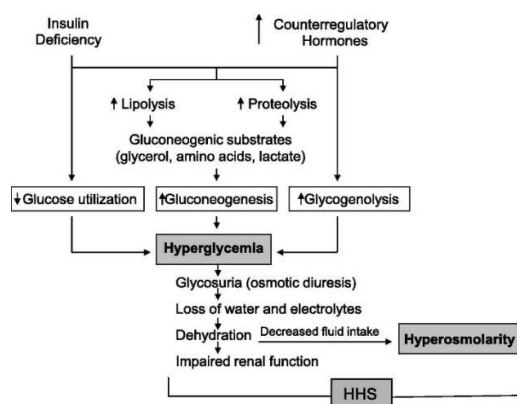 Insulin
Deficiency
Counterregulatory
Hormones
Lipolysis
Proteolysis
Gluconeogenic substrates
(glycerol, amino acids, lactate)
Glucose utilization
Gluconeogenesis
Glycogenolysis
Hyperglycemia
Glycosuria (osmotic diuresis)
Loss of water and electrolytes
Dehydration
Decreased fluid intake
Hyperosmolarity
Impaired renal function
HHS